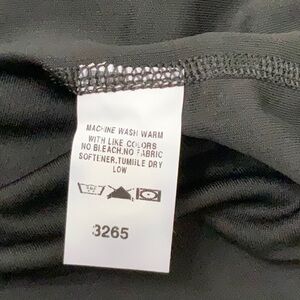 MACHINE WASH WARM
WITH LIKE COLORS
NO BLEACH.NO FABRIC
SOFTENER.TUMBLE DRY
LOW
3265